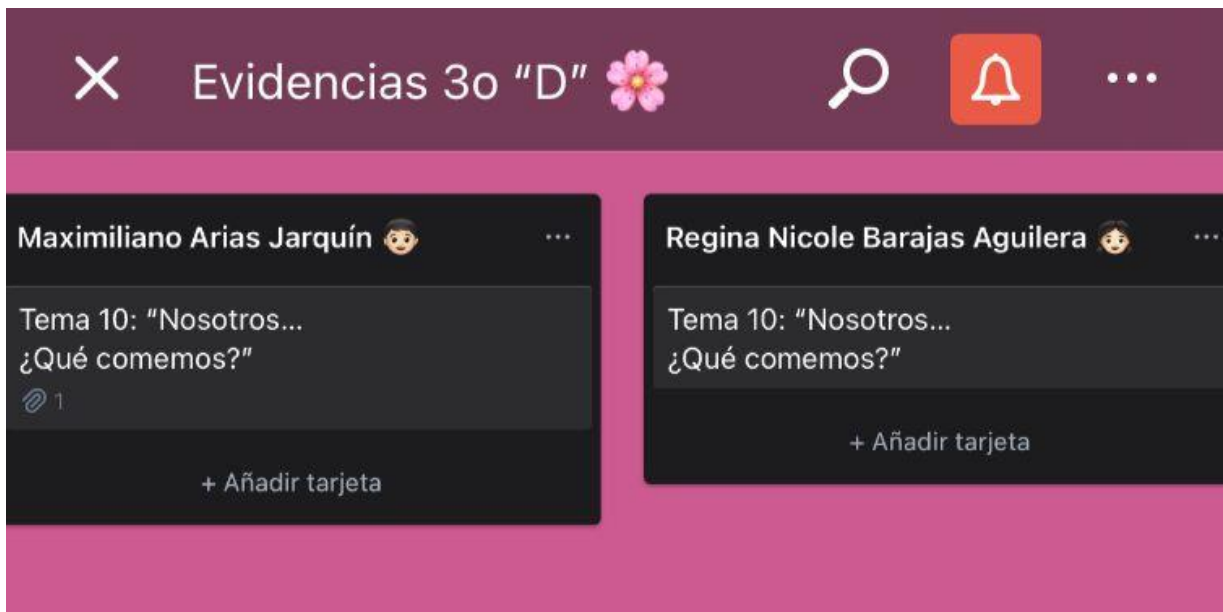 Evidencias 3o “D” 🌸
Maximiliano Arias Jarquín 👦🏻
Tema 10: “Nosotros...
¿Qué comemos?”
1
+ Añadir tarjeta
Regina Nicole Barajas Aguilera 👧🏻
Tema 10: “Nosotros...
¿Qué comemos?”
+ Añadir tarjeta